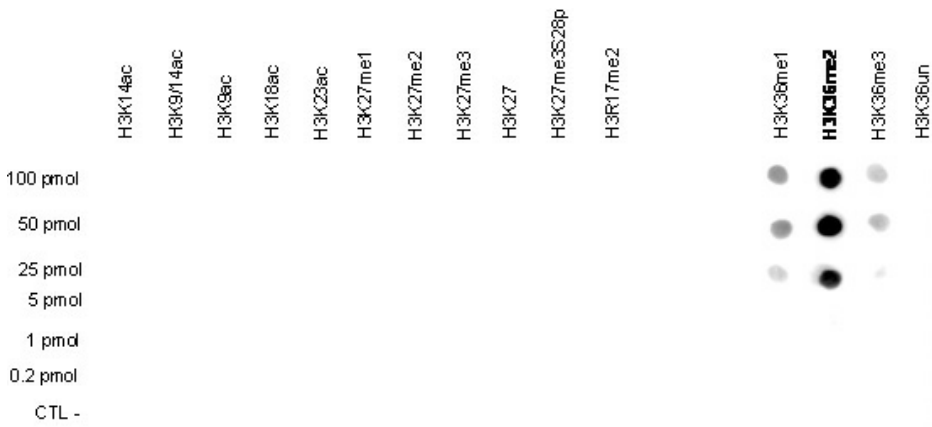 H3K14ac
H3K9/14ac
H3K9ac
H3K18ac
H3K23ac
H3K27me1
H3K27me2
H3K27me3
H3K27
H3K27me3S28p
H3R17me2
H3K36me1
H3K36me2
H3K36me3
H3K36un
100 pmol
50 pmol
25 pmol
5 pmol
1 pmol
0.2 pmol
CTL -